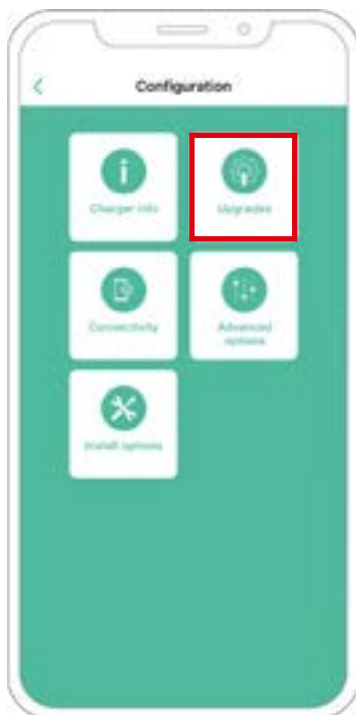 Configuration
Charger info
Upgrades
Connectivity
Advanced
options
Install options